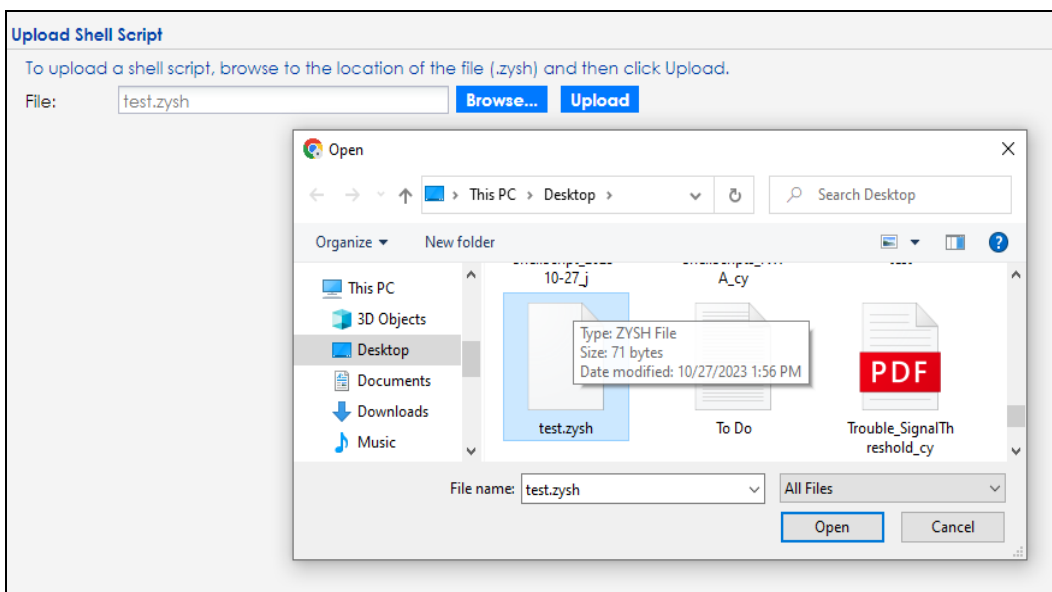 Upload Shell Script
To upload a shell script, browse to the location of the file (.zysh) and then click Upload.
File: test.zysh Browse... Upload
Open
This PC > Desktop >
Search Desktop
Organize New folder
This PC
3D Objects
Desktop
Documents
Downloads
Music
10-27_j
A_cy
Type: ZYSH File
Size: 71 bytes
Date modified: 10/27/2023 1:56 PM
PDF
test.zysh
To Do
Trouble_SignalTh
reshold_cy
File name: test.zysh
All Files
Open Cancel